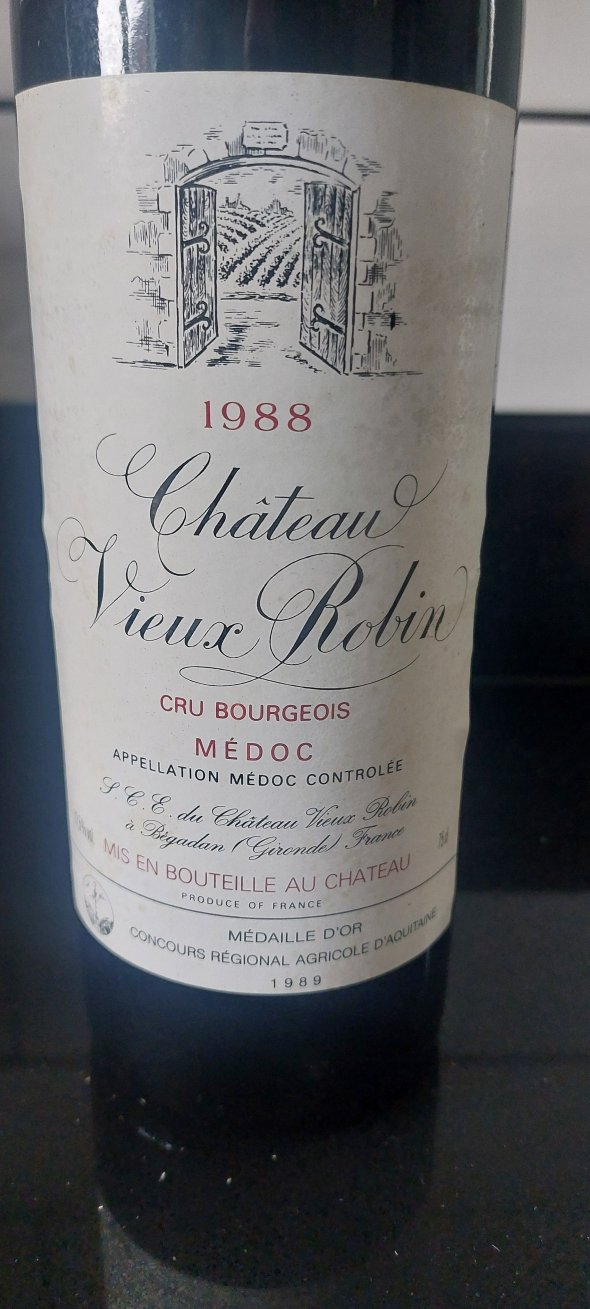 1988
Château
Vieux Robin
CRU BOURGEOIS
MÉDOC
APPELLATION MÉDOC CONTROLÉE
S.C.E. du Château Vieux Robin
à Bégadan (Gironde) France
75cl
MIS EN BOUTEILLE AU CHATEAU
PRODUCE OF FRANCE
MÉDAILLE D'OR
CONCOURS RÉGIONAL AGRICOLE D'AQUITAINE
1989